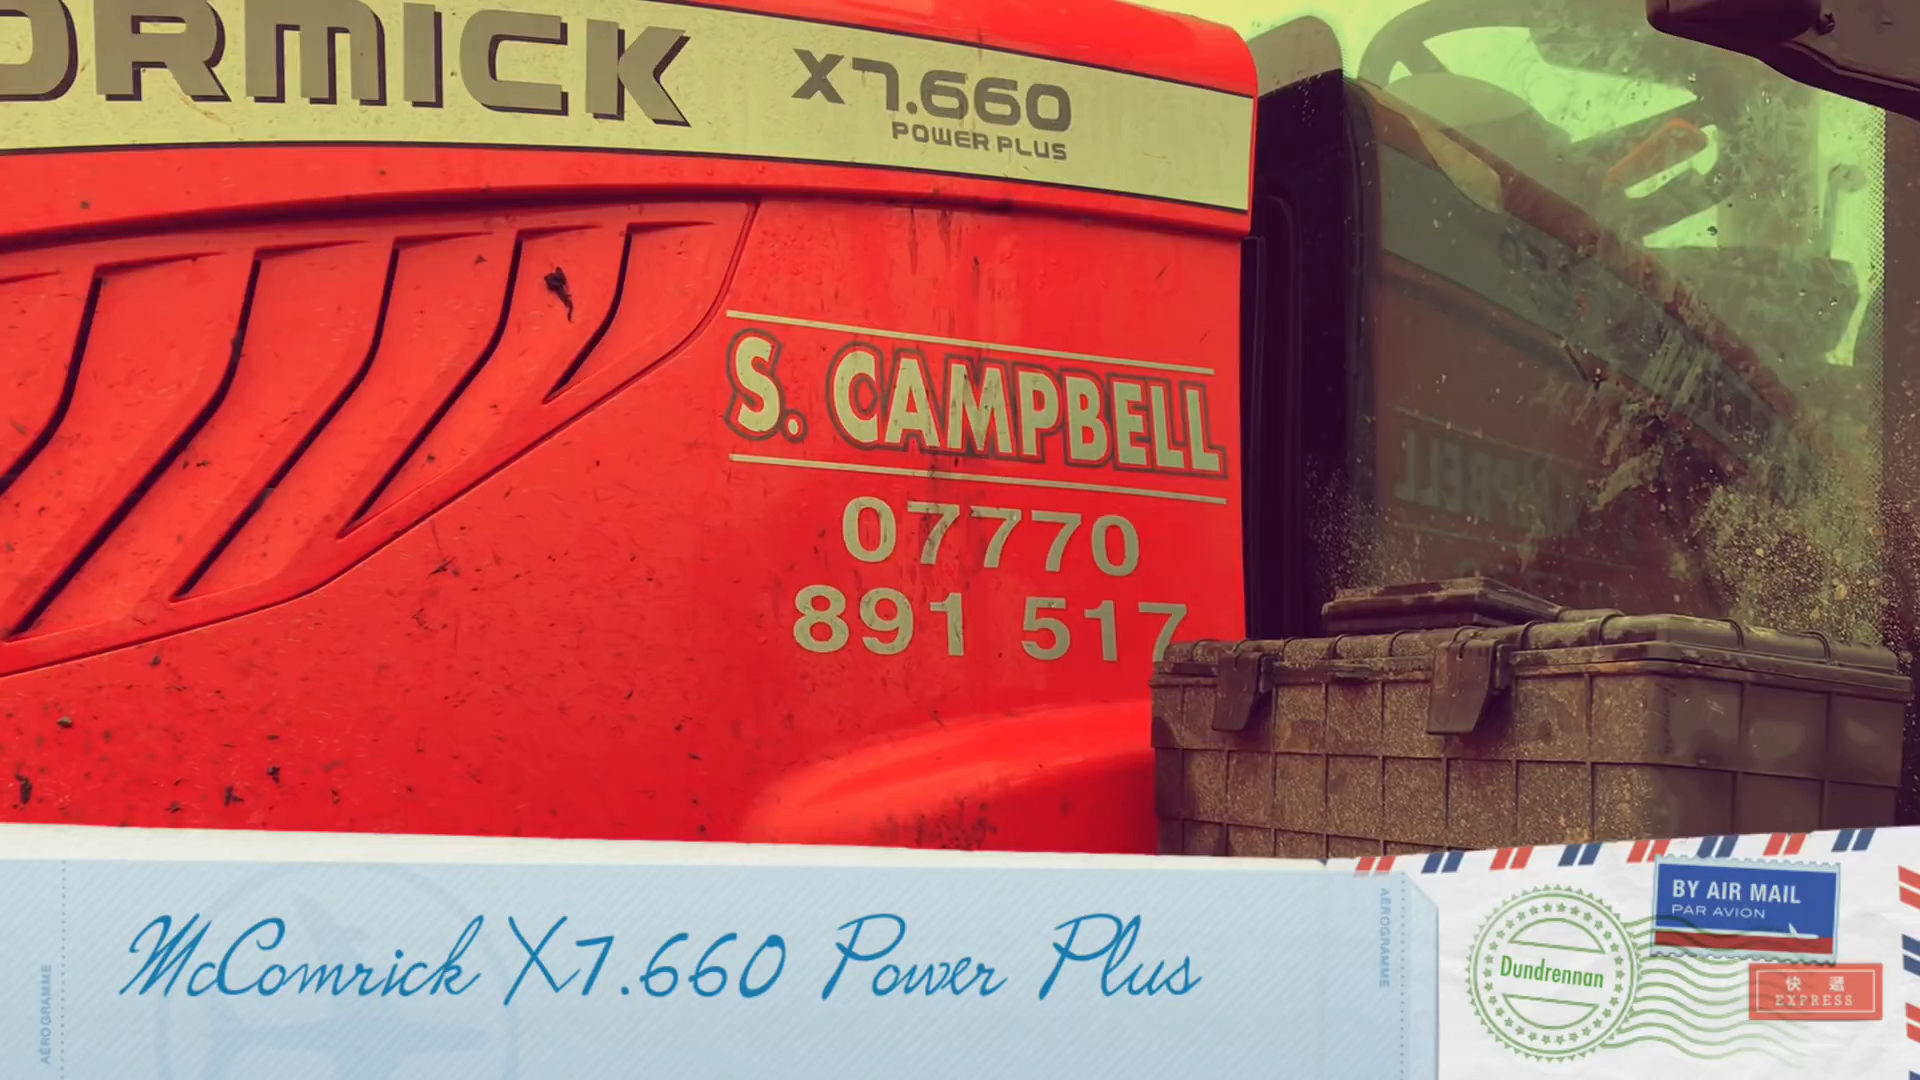 ORMICK X7.660
POWER PLUS
S. CAMPBELL
07770
891 517
McComrick X7.660 Power Plus
AÉROGRAMME
AÉROGRAMME
BY AIR MAIL
PAR AVION
Dundrennan
快 遞
EXPRESS